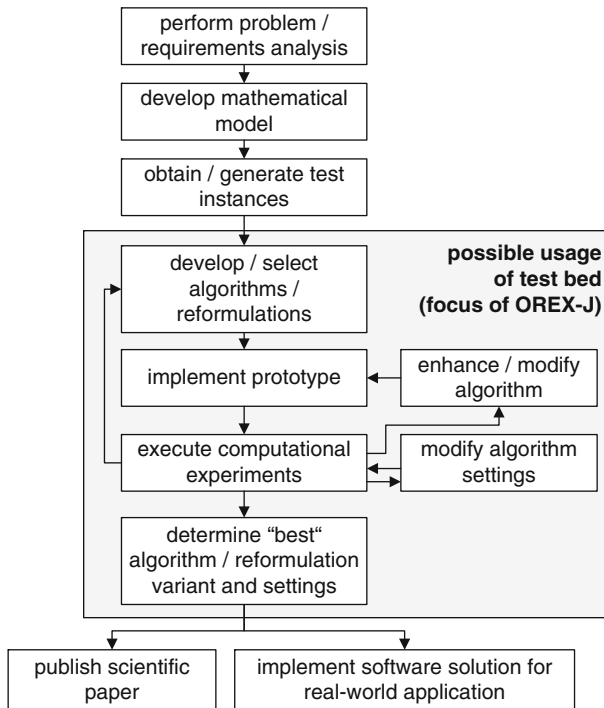 perform problem /
requirements analysis
develop mathematical
model
obtain / generate test
instances
possible usage
of test bed
(focus of OREX-J)
develop / select
algorithms /
reformulations
implement prototype
enhance / modify
algorithm
execute computational
experiments
modify algorithm
settings
determine “best“
algorithm / reformulation
variant and settings
publish scientific
paper
implement software solution for
real-world application